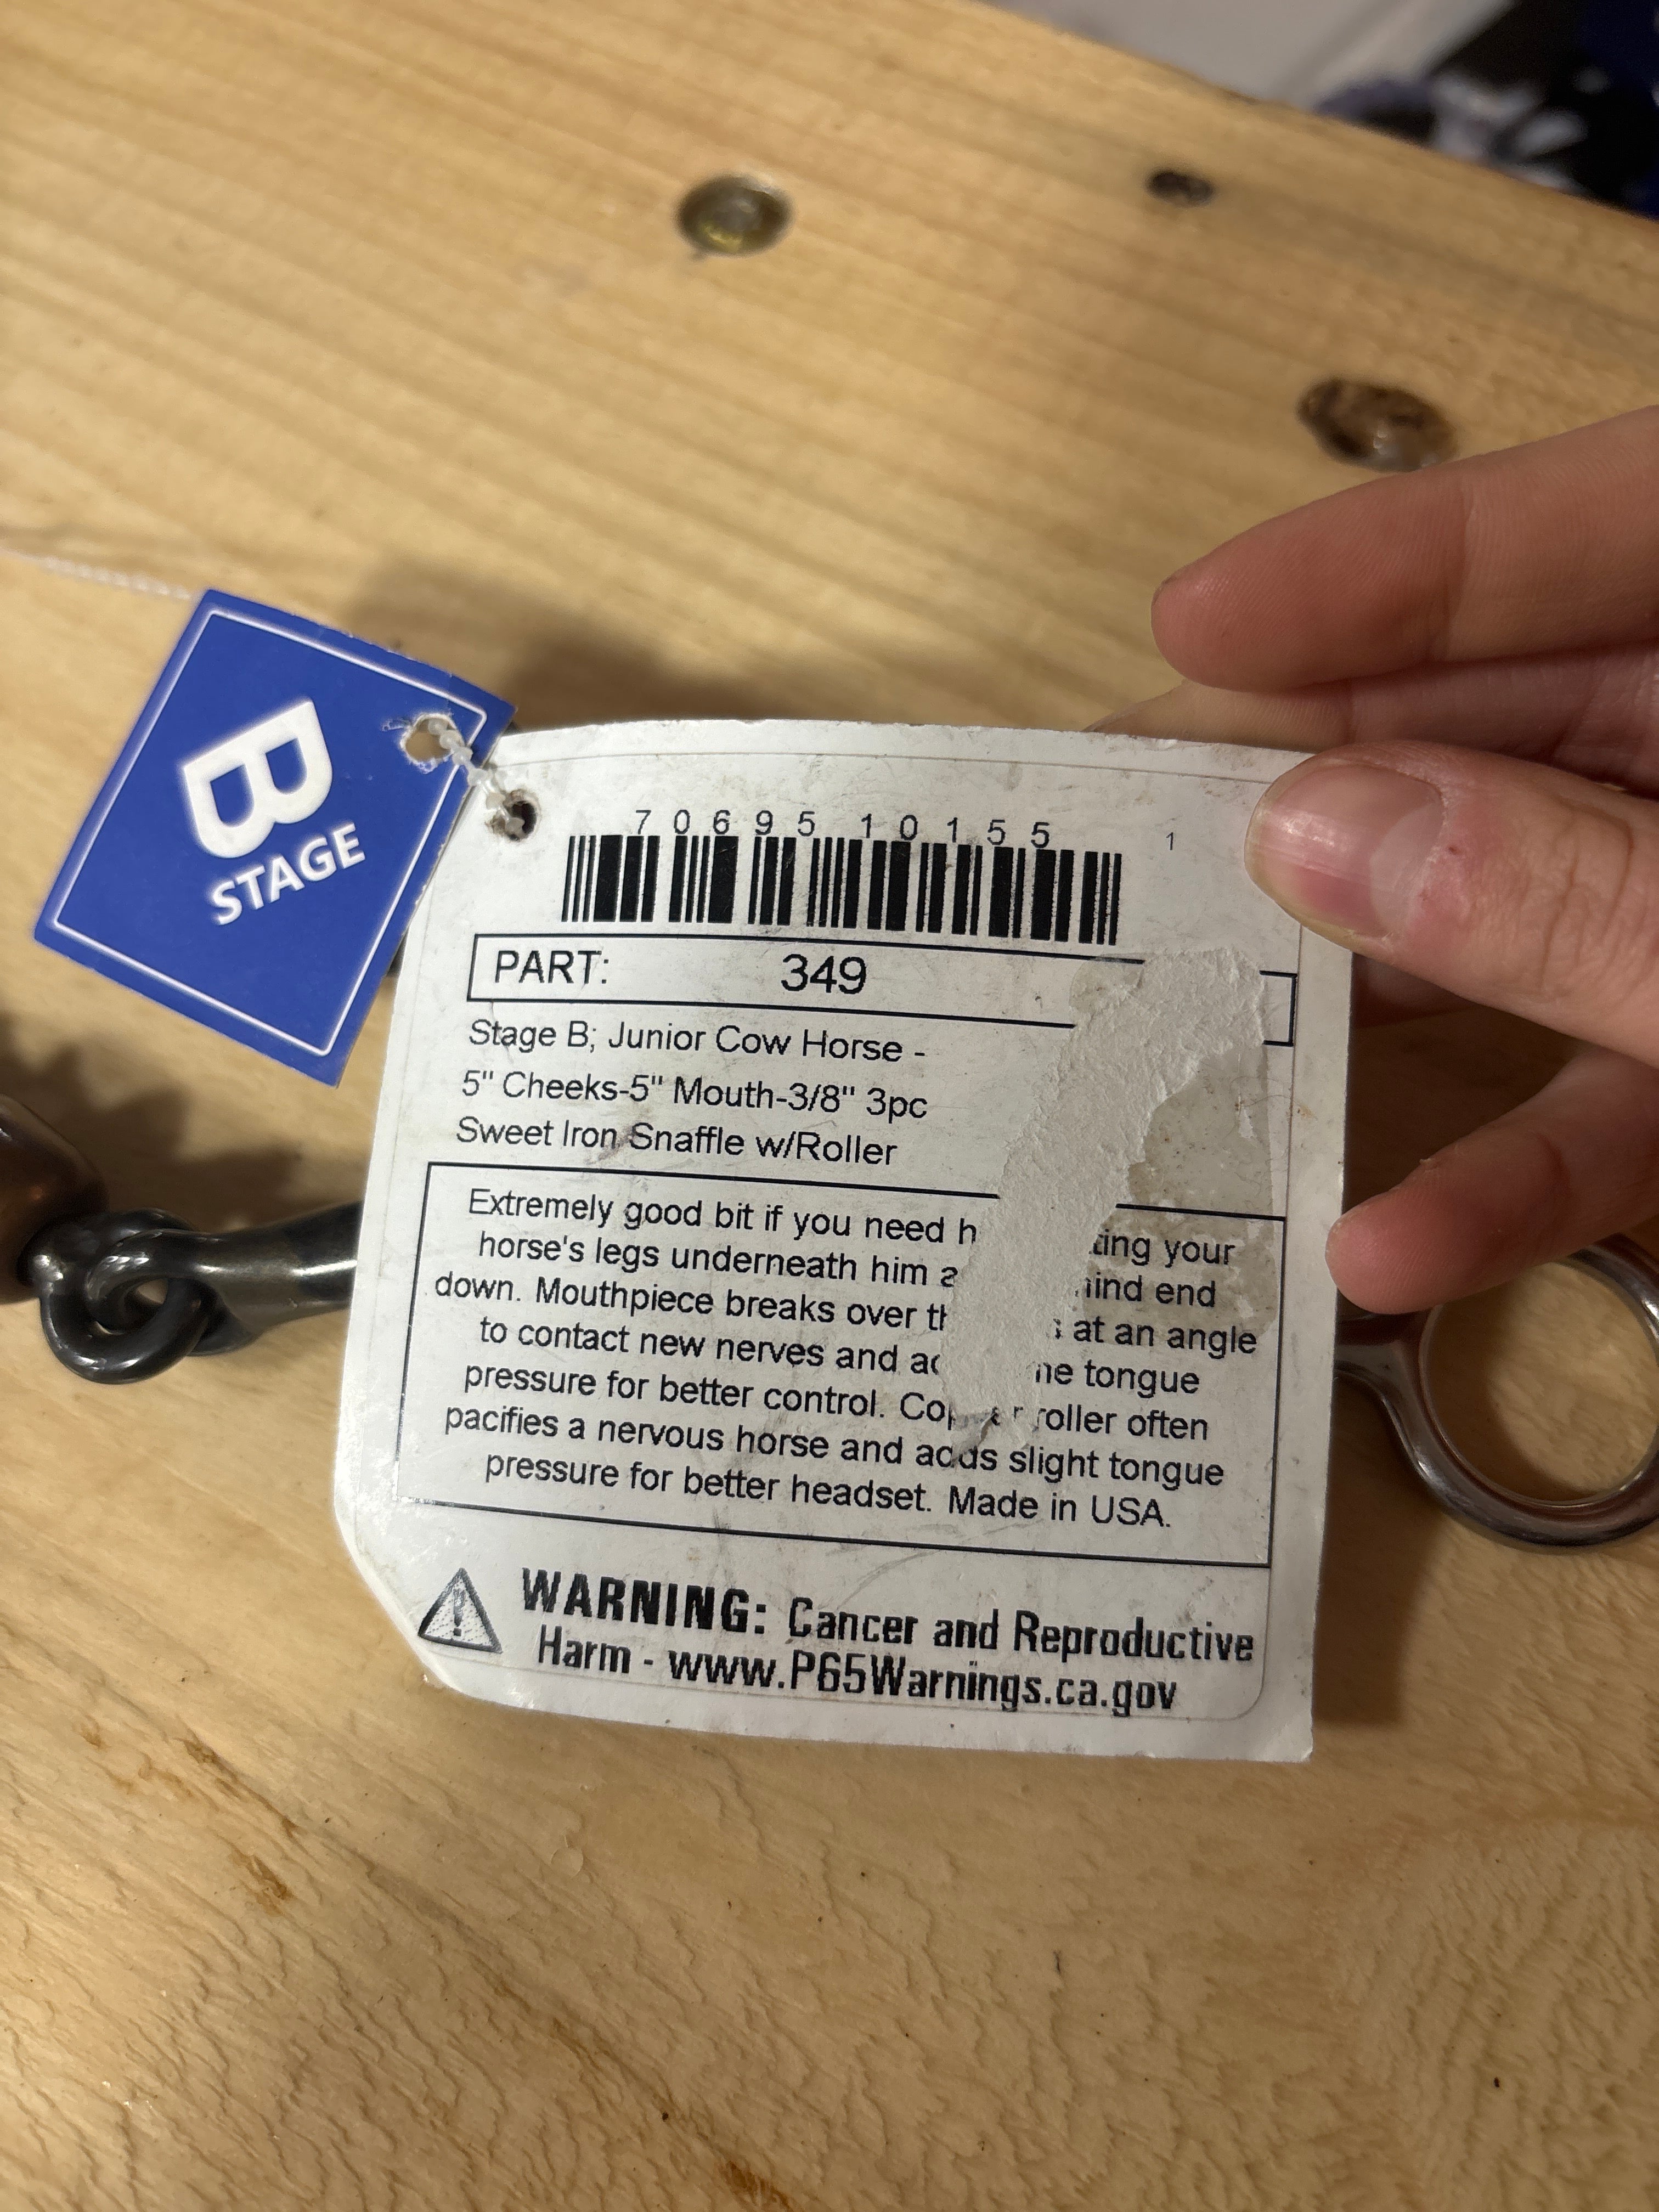 B
STAGE
70695 10155 1
PART: 349
Stage B; Junior Cow Horse -
5" Cheeks-5" Mouth-3/8" 3pc
Sweet Iron Snaffle w/Roller
Extremely good bit if you need your
horse's legs underneath him end
down. Mouthpiece breaks over at an angle
to contact new nerves and tongue
pressure for better control. Copper roller often
pacifies a nervous horse and adds slight tongue
pressure for better headset. Made in USA.
WARNING: Cancer and Reproductive
Harm - www.P65Warnings.ca.gov